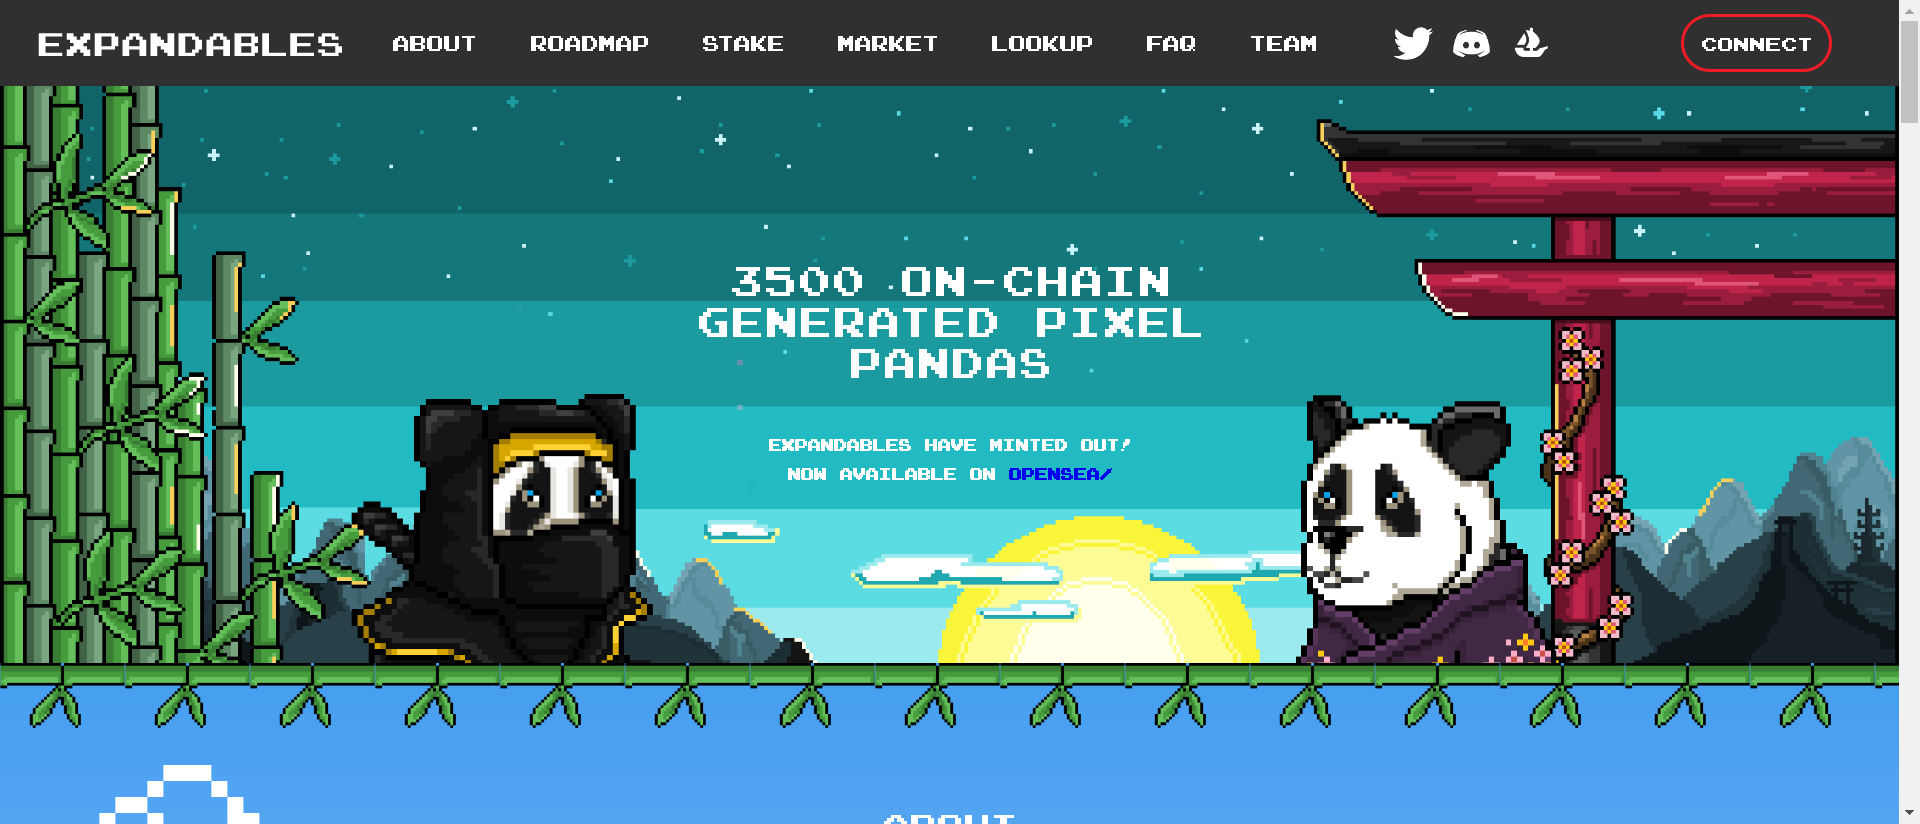 EXPANDABLES
ABOUT
ROADMAP
STAKE
MARKET
LOOKUP
FAQ
TEAM
CONNECT
3500 ON-CHAIN
GENERATED PIXEL
PANDAS
EXPANDABLES HAVE MINTED OUT!
NOW AVAILABLE ON OPENSEA/
ABOUT